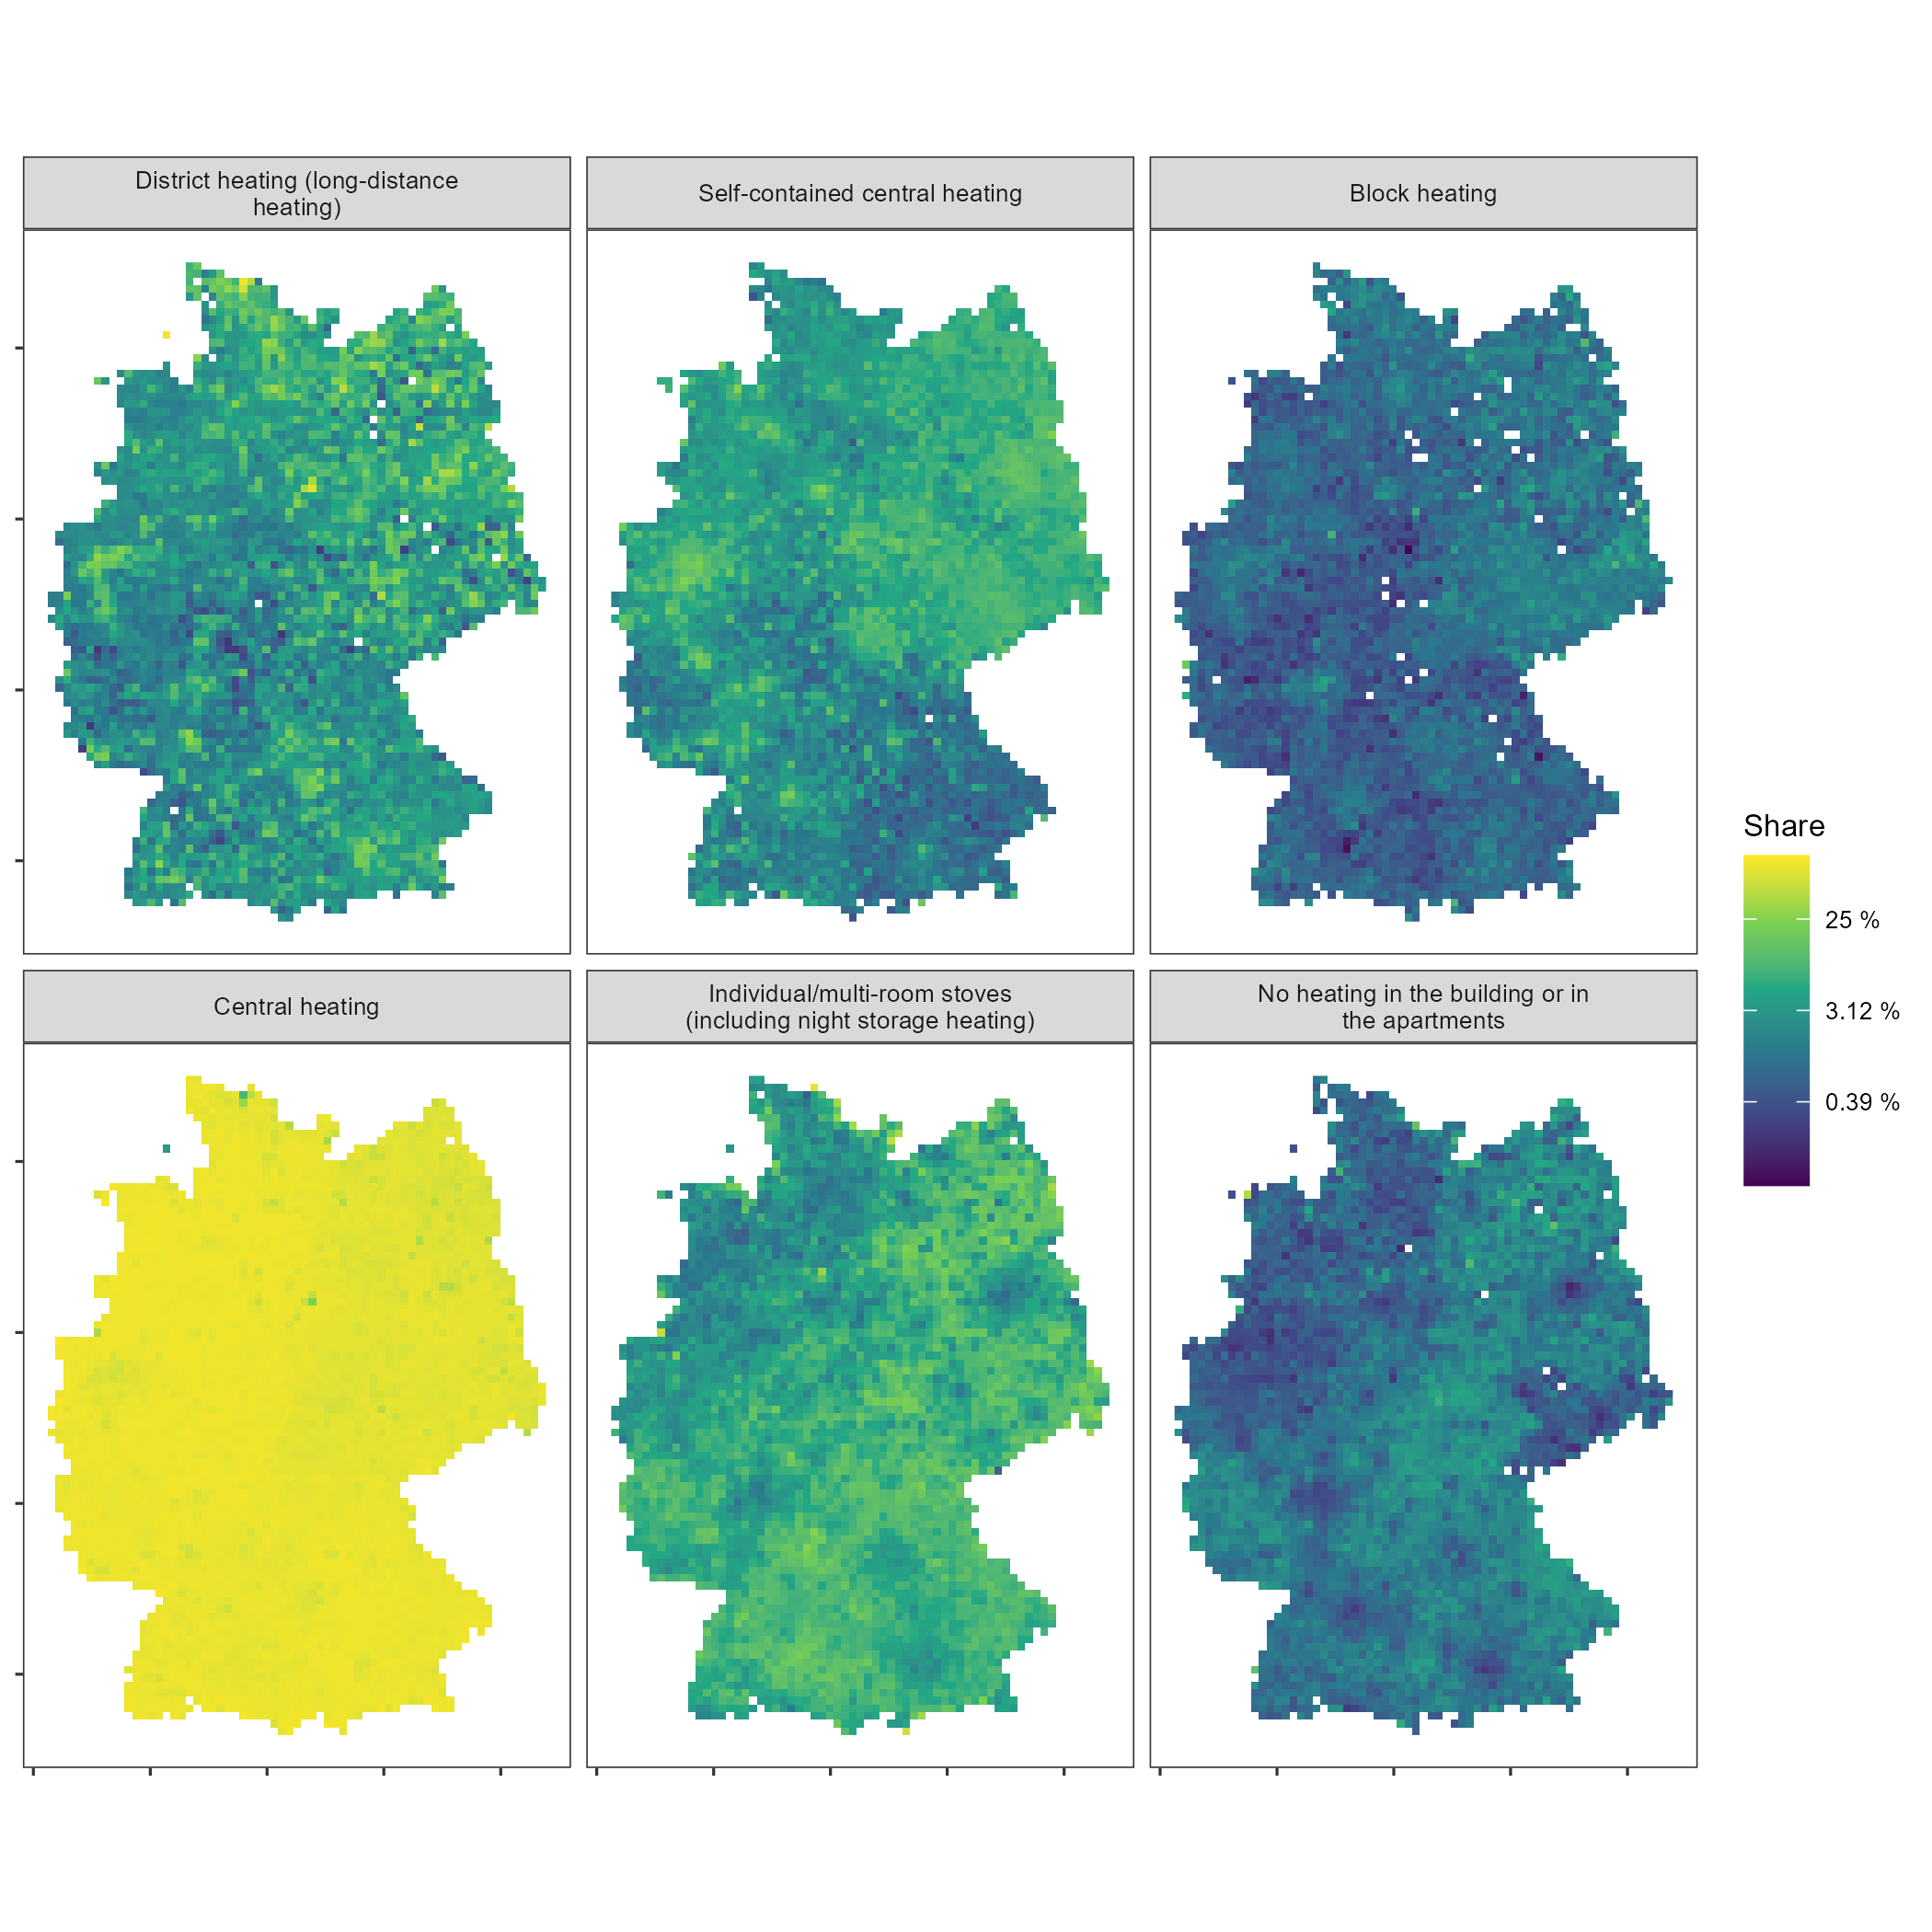 District heating (long-distance
heating)
Self-contained central heating
Block heating
Central heating
Individual/multi-room stoves
(including night storage heating)
No heating in the building or in
the apartments
Share
25 %
3.12 %
0.39 %